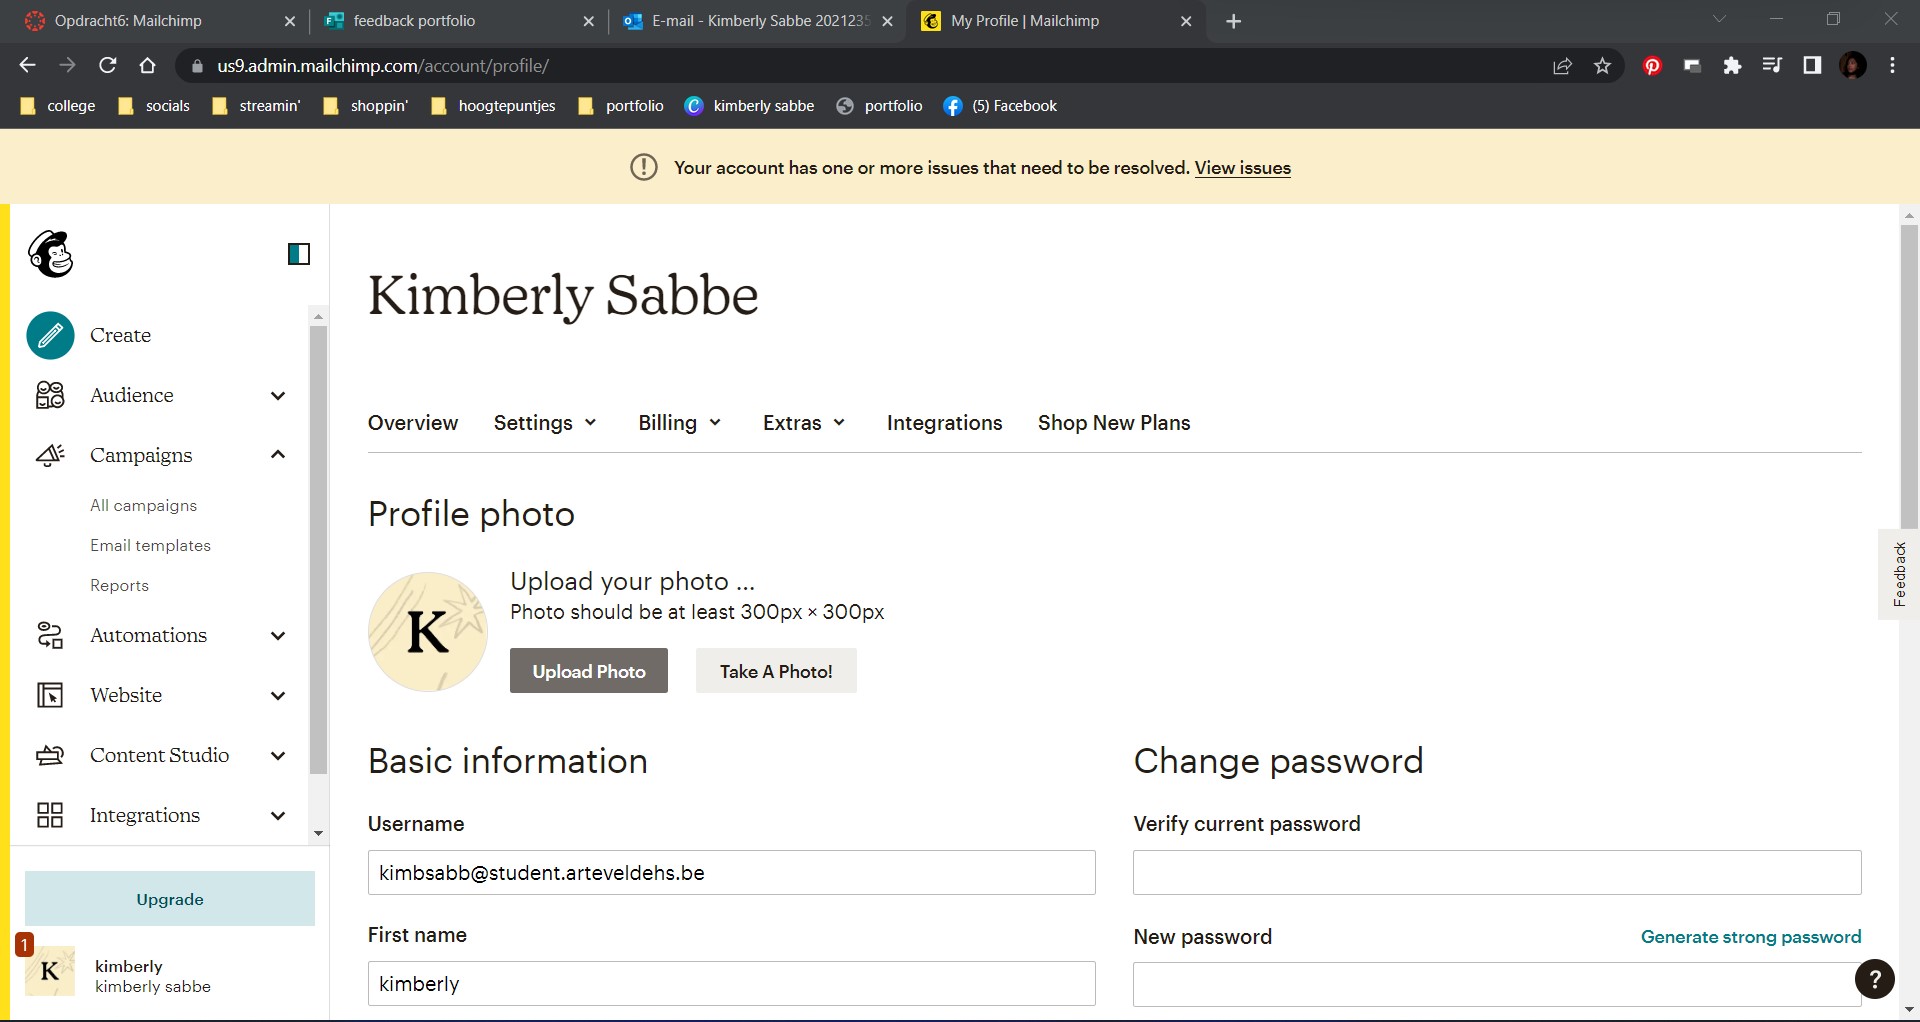 Opdracht6: Mailchimp
feedback portfolio
E-mail - Kimberly Sabbe 2021235
My Profile | Mailchimp
us9.admin.mailchimp.com/account/profile/
college
socials
streamin'
shoppin'
hoogtepuntjes
portfolio
kimberly sabbe
portfolio
(5) Facebook
Your account has one or more issues that need to be resolved. View issues
Create
Audience
Campaigns
All campaigns
Email templates
Reports
Automations
Website
Content Studio
Integrations
Upgrade
1
K
kimberly
kimberly sabbe
Kimberly Sabbe
Overview
Settings
Billing
Extras
Integrations
Shop New Plans
Profile photo
K
Upload your photo ...
Photo should be at least 300px × 300px
Upload Photo
Take A Photo!
Basic information
Username
kimbsabb@student.arteveldehs.be
First name
kimberly
Change password
Verify current password
New password
Generate strong password
Feedback
?